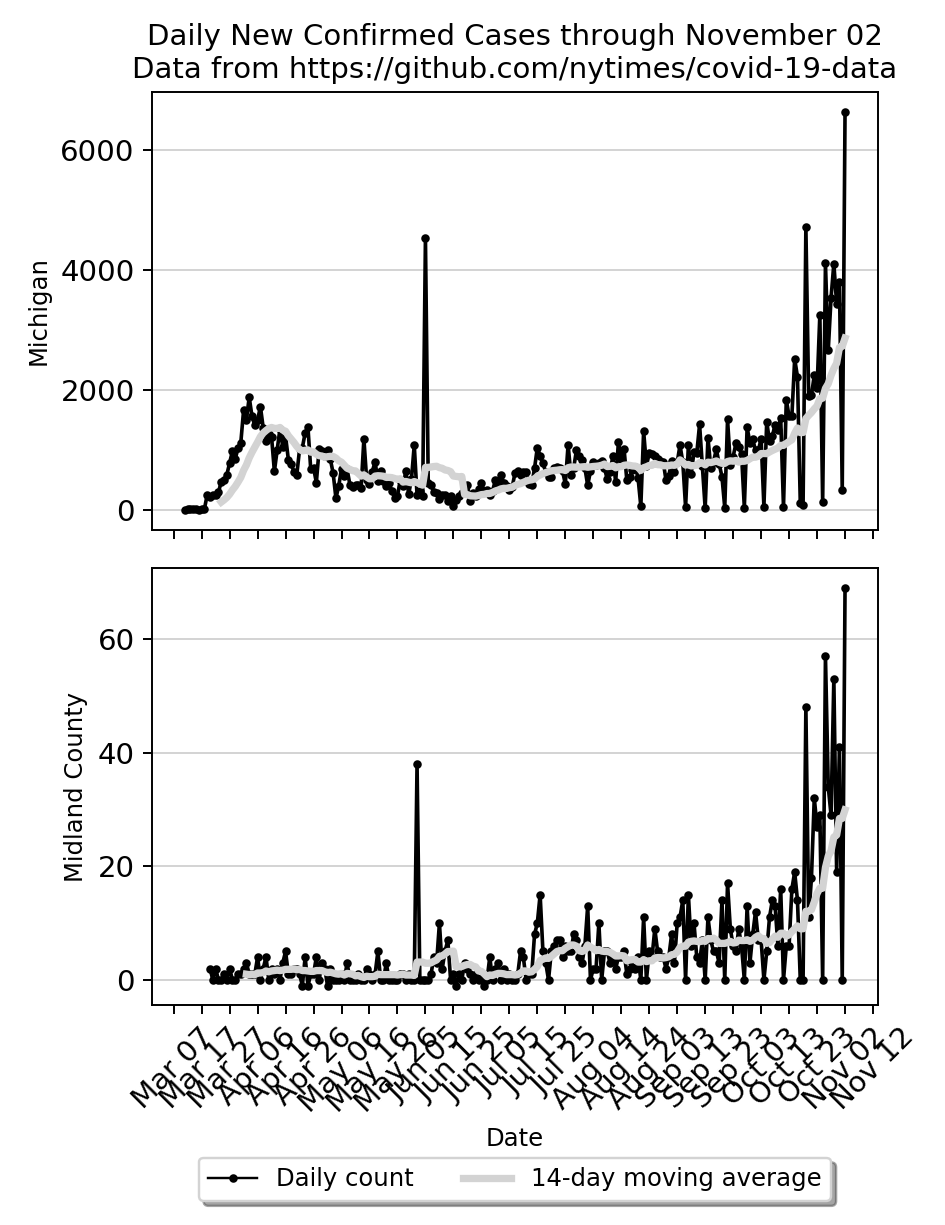 Daily New Confirmed Cases through November 02
Data from https://github.com/nytimes/covid-19-data
6000
4000
2000
0
Michigan
60
40
20
0
Midland County
Mar 07
Mar 17
Mar 27
Apr 06
Apr 16
Apr 26
May 06
May 16
May 26
Jun 05
Jun 15
Jun 25
Jul 05
Jul 15
Jul 25
Aug 04
Aug 14
Aug 24
Sep 03
Sep 13
Sep 23
Oct 03
Oct 13
Oct 23
Nov 02
Nov 12
Date
Daily count
14-day moving average